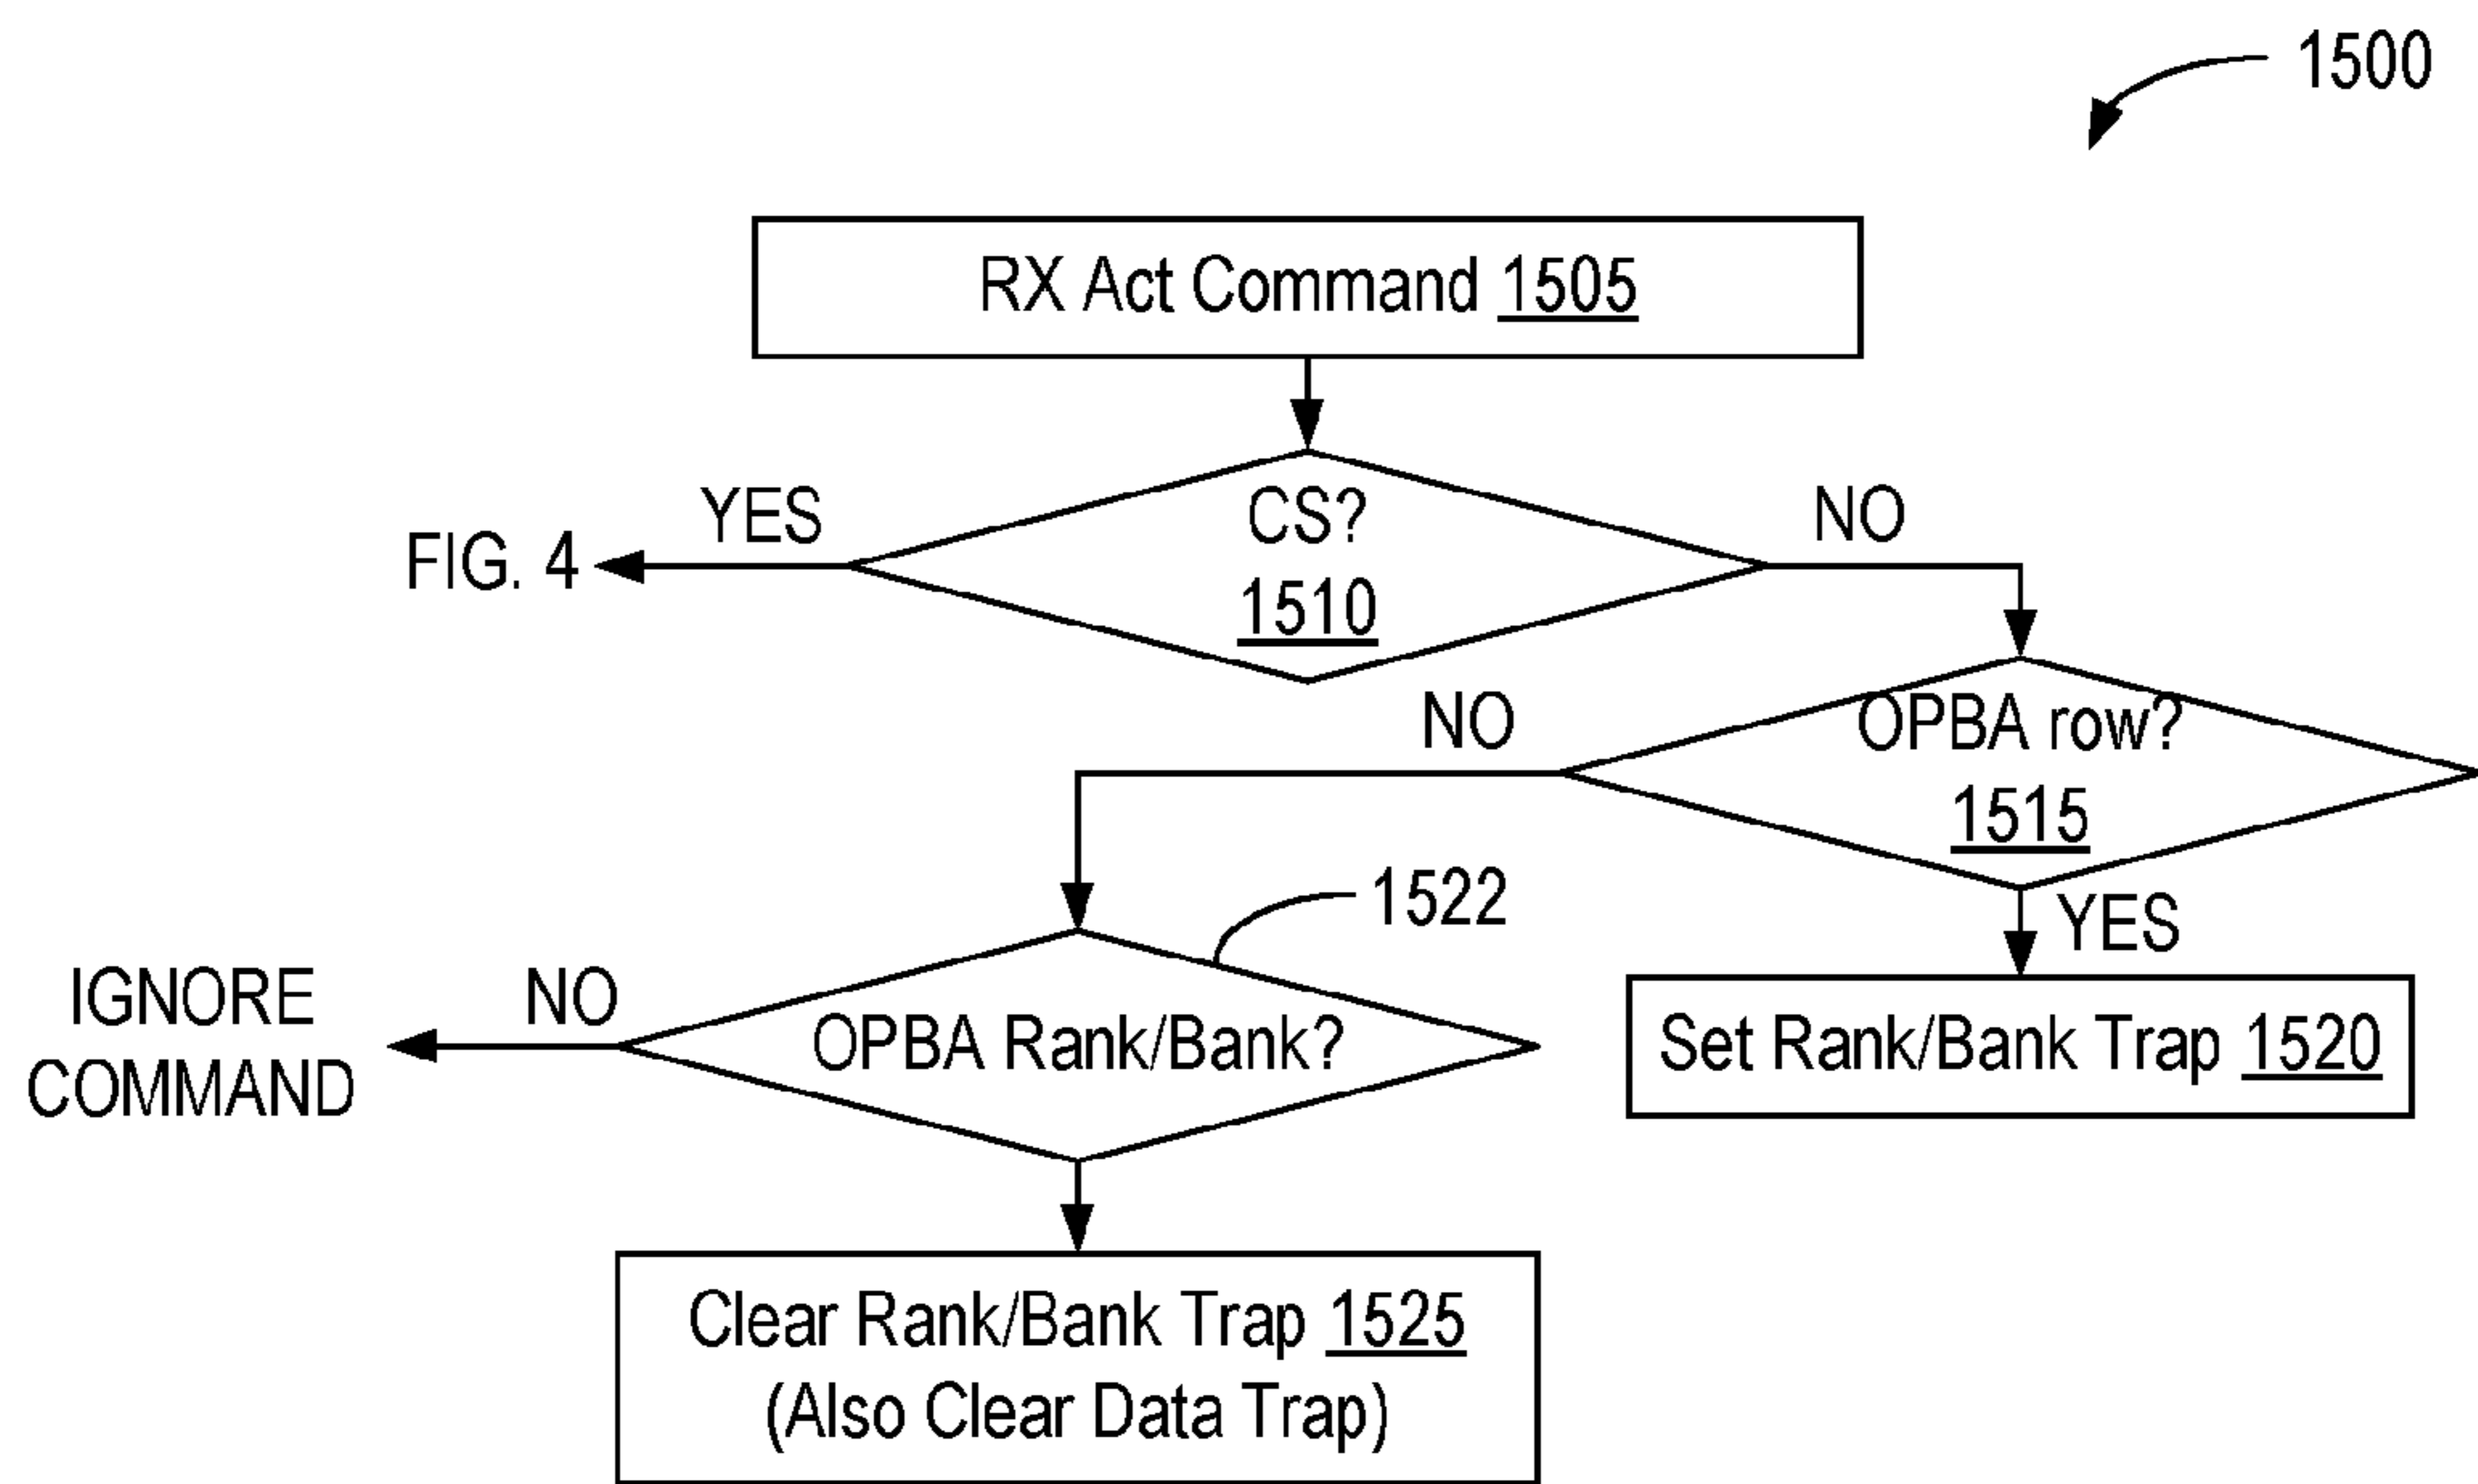 1500
RX Act Command 1505
CS?
1510
YES
NO
FIG. 4
OPBA row?
1515
NO
YES
1522
OPBA Rank/Bank?
NO
IGNORE
COMMAND
Set Rank/Bank Trap 1520
Clear Rank/Bank Trap 1525
(Also Clear Data Trap)